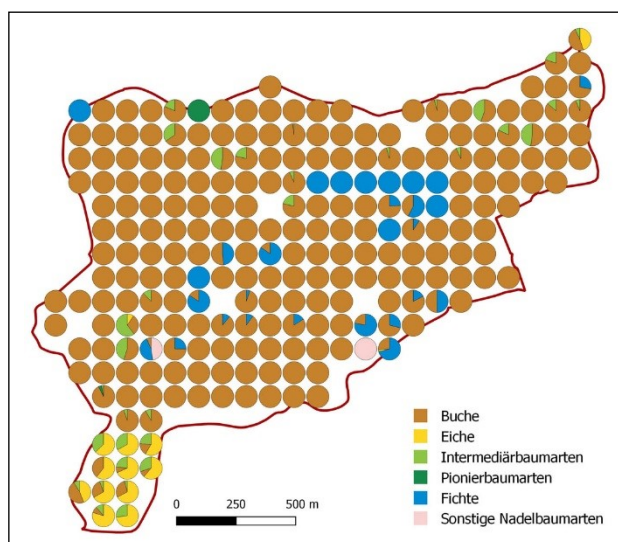 Buche
Eiche
Intermediärbaumarten
Pionierbaumarten
Fichte
Sonstige Nadelbaumarten
0 250 500 m